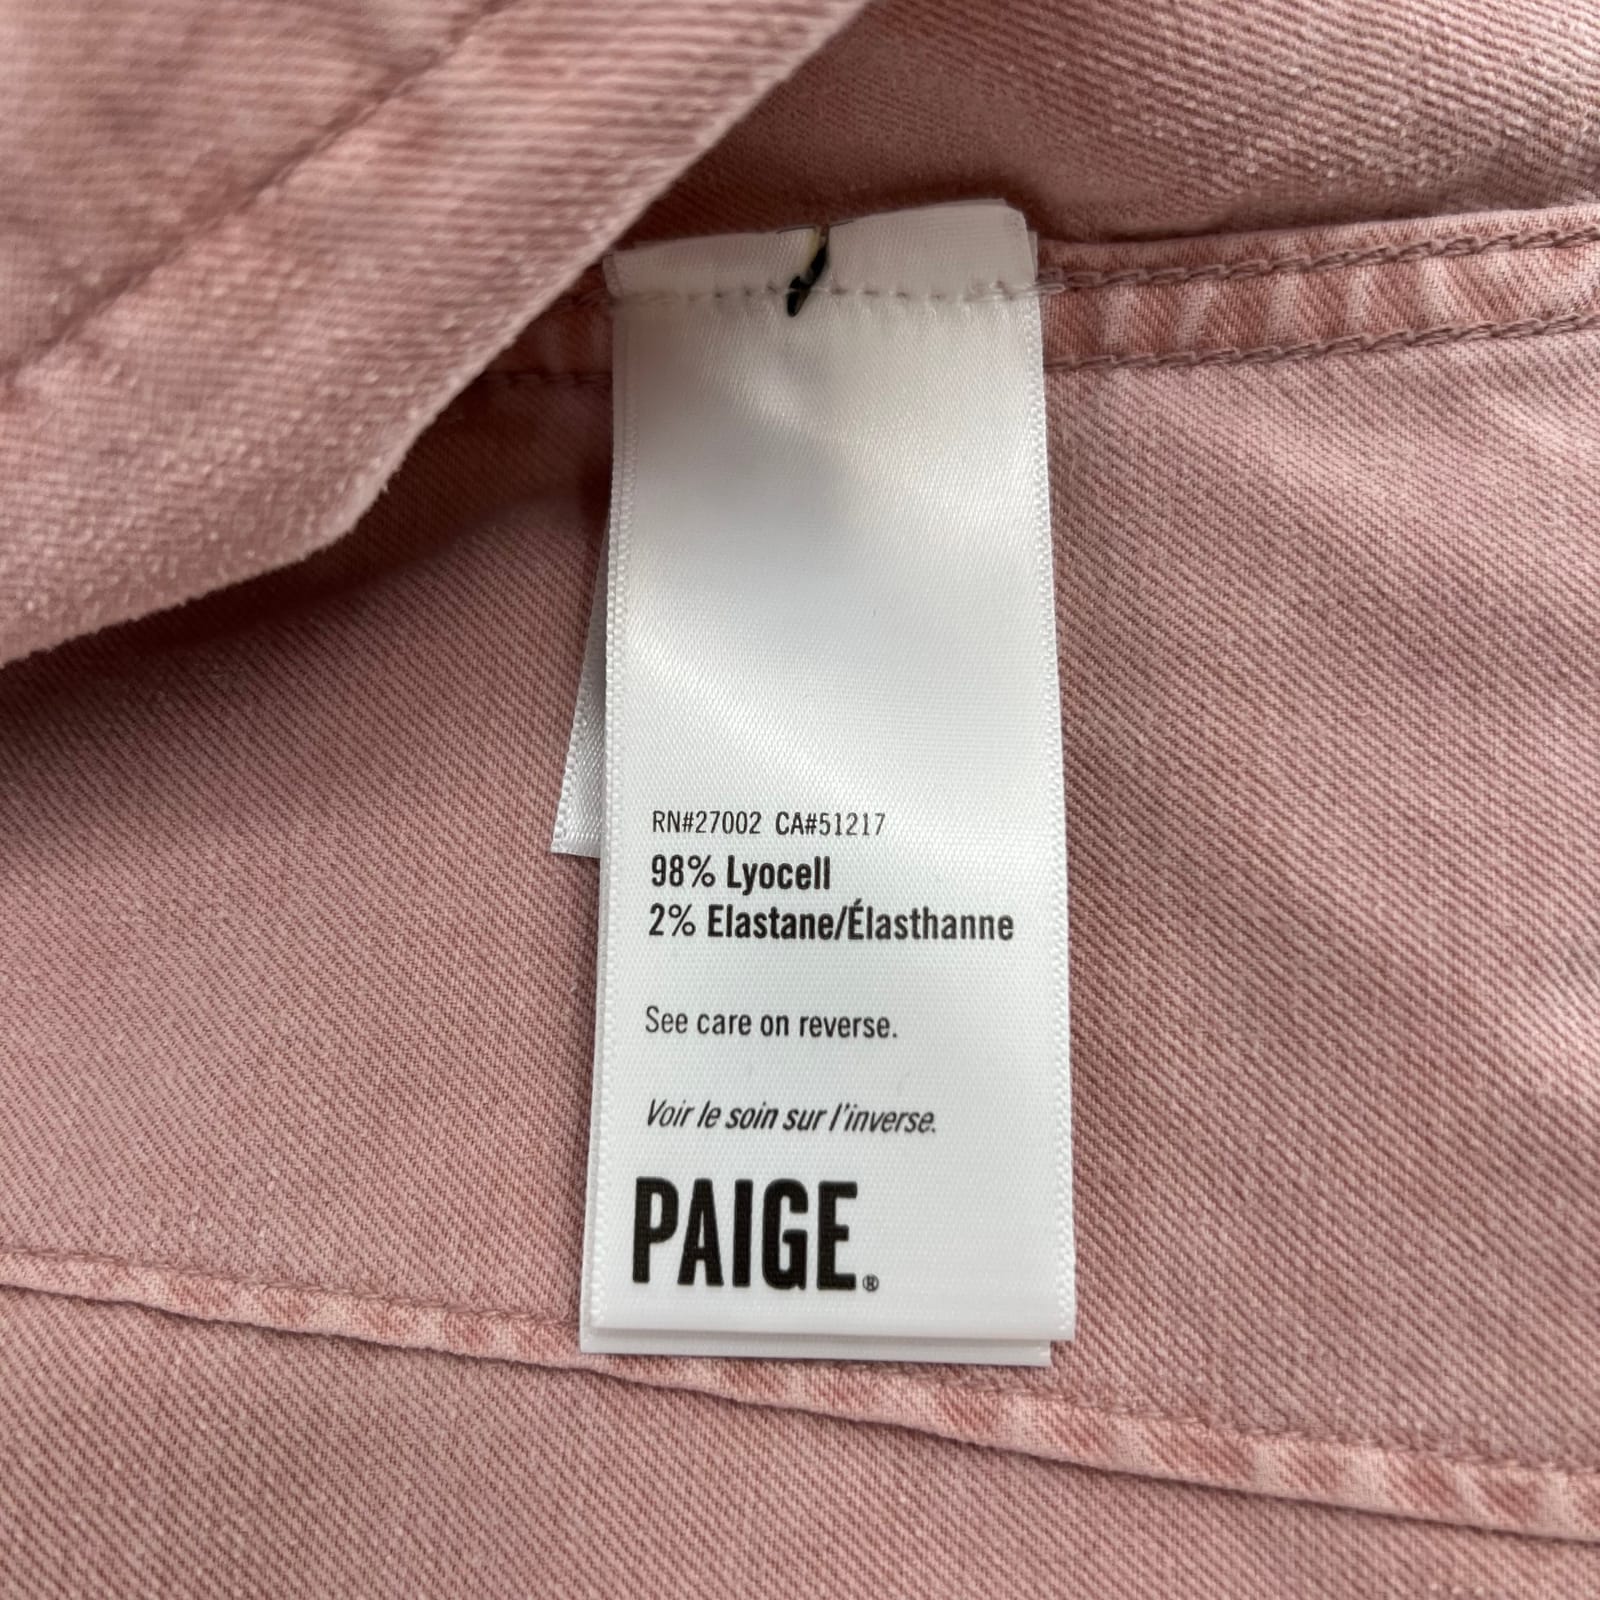 RN#27002 CA#51217
98% Lyocell
2% Elastane/Élasthanne
See care on reverse.
Voir le soin sur l'inverse.
PAIGE®